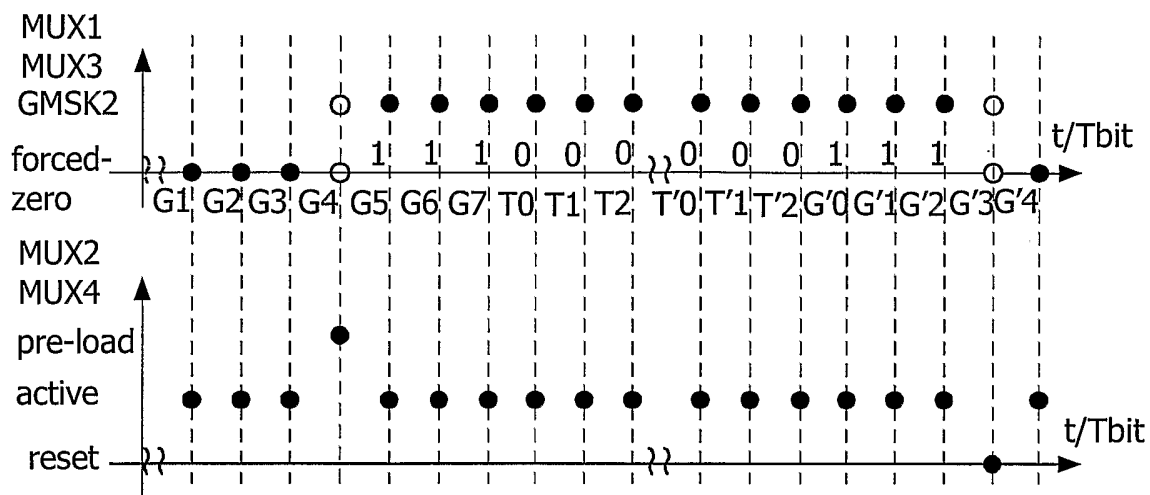 MUX1
MUX3
GMSK2
t/Tbit
forced-
1 1 1 0 0 0 0 0 0 1 1 1
zero
G1 G2 G3 G4 G5 G6 G7 T0 T1 T2 T'0 T'1 T'2 G'0 G'1 G'2 G'3 G'4
MUX2
MUX4
pre-load
active
t/Tbit
reset